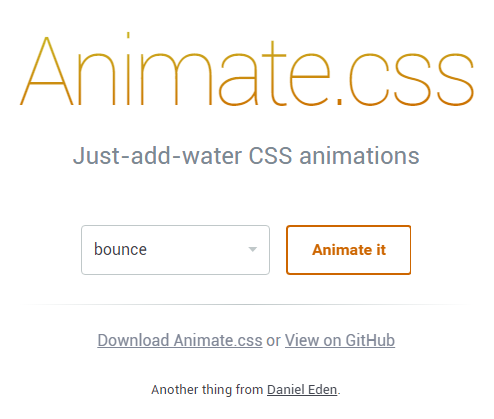 Animate.css
Just-add-water CSS animations
bounce
Animate it
Download Animate.css or View on GitHub
Another thing from Daniel Eden.